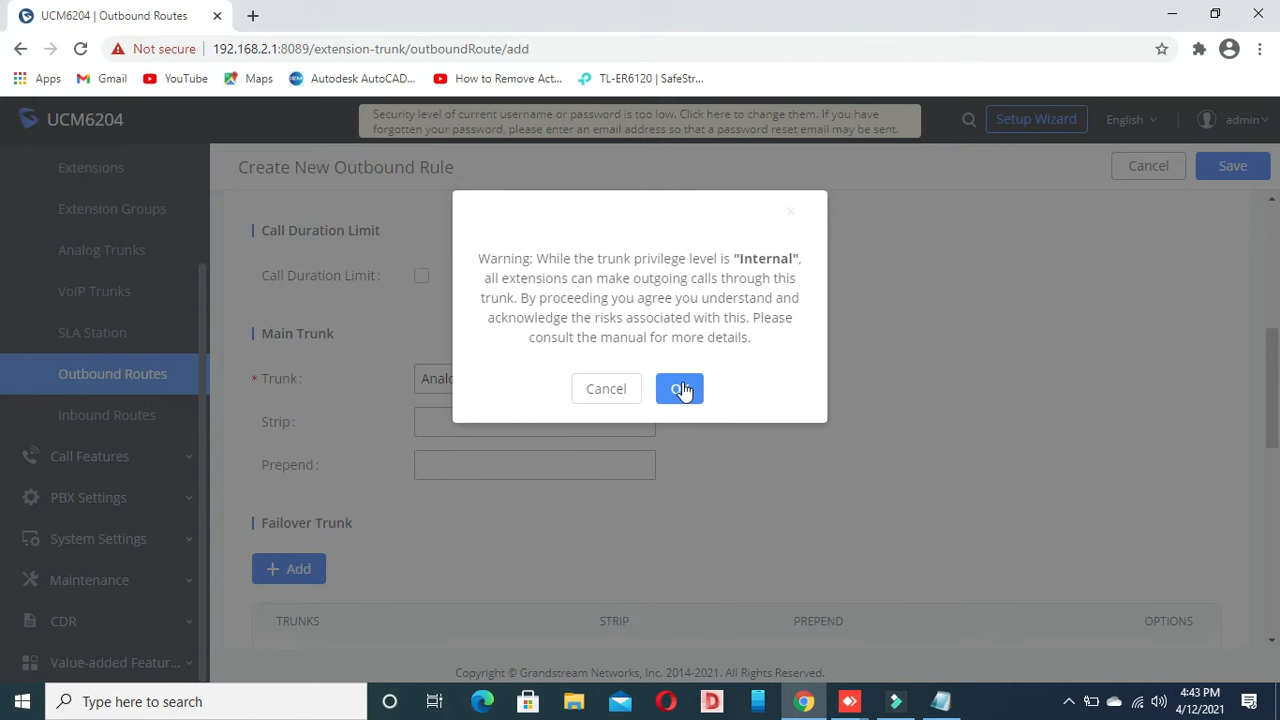 UCM6204 | Outbound Routes
Not secure
192.168.2.1:8089/extension-trunk/outboundRoute/add
Apps
Gmail
YouTube
Maps
Autodesk AutoCAD...
How to Remove Act...
TL-ER6120 | SafeStr...
UCM6204
Security level of current username or password is too low. Click here to change them. If you have
forgotten your password, please enter an email address so that a password reset email may be sent.
Setup Wizard
English
admin
Extensions
Extension Groups
Analog Trunks
VoIP Trunks
SLA Station
Outbound Routes
Inbound Routes
Call Features
PBX Settings
System Settings
Maintenance
CDR
Value-added Featur...
Create New Outbound Rule
Cancel
Save
Call Duration Limit
Call Duration Limit :
Main Trunk
* Trunk :
Strip :
Prepend :
Failover Trunk
+ Add
TRUNKS
STRIP
PREPEND
OPTIONS
Warning: While the trunk privilege level is "Internal",
all extensions can make outgoing calls through this
trunk. By proceeding you agree you understand and
acknowledge the risks associated with this. Please
consult the manual for more details.
Cancel
Copyright © Grandstream Networks, Inc. 2014-2021. All Rights Reserved.
Type here to search
4:43 PM
4/12/2021